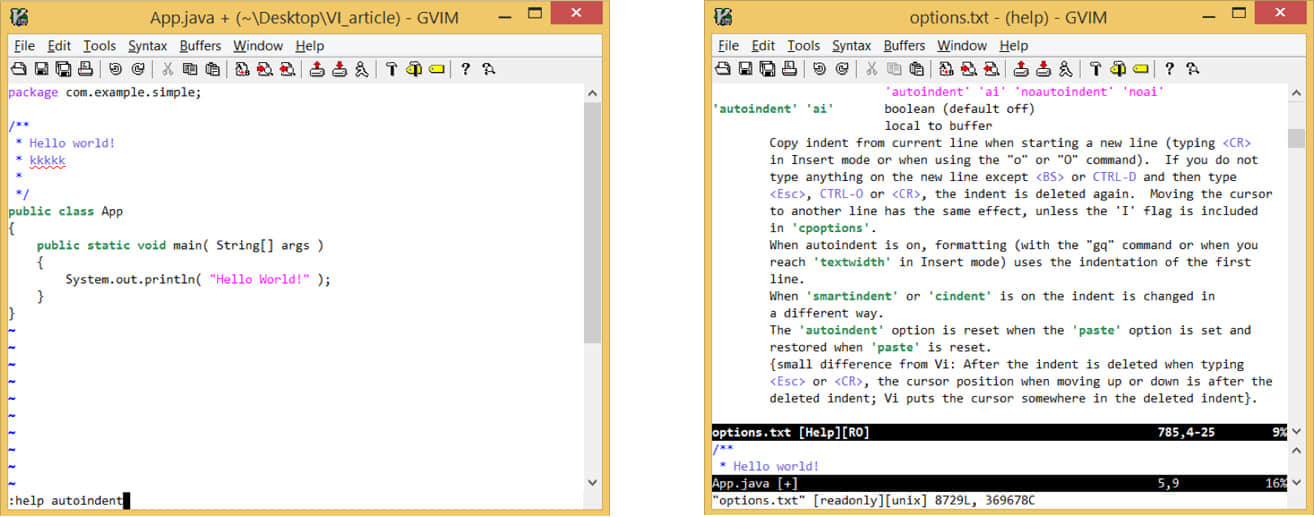 App.java + (~\Desktop\VI_article) - GVIM
File Edit Tools Syntax Buffers Window Help
package com.example.simple;
/**
 * Hello world!
 * kkkkk
 *
 */
public class App
{
    public static void main( String[] args )
    {
        System.out.println( "Hello World!" );
    }
}
~
~
~
~
~
~
~
~
~
~
:help autoindent
options.txt - (help) - GVIM
File Edit Tools Syntax Buffers Window Help
'autoindent' 'ai' 'noautoindent' 'noai'
'autoindent' 'ai' boolean (default off)
local to buffer
Copy indent from current line when starting a new line (typing <CR>
in Insert mode or when using the "o" or "O" command).  If you do not
type anything on the new line except <BS> or CTRL-D and then type
<Esc>, CTRL-O or <CR>, the indent is deleted again.  Moving the cursor
to another line has the same effect, unless the 'I' flag is included
in 'cpoptions'.
When autoindent is on, formatting (with the "gq" command or when you
reach 'textwidth' in Insert mode) uses the indentation of the first
line.
When 'smartindent' or 'cindent' is on the indent is changed in
a different way.
The 'autoindent' option is reset when the 'paste' option is set and
restored when 'paste' is reset.
{small difference from Vi: After the indent is deleted when typing
<Esc> or <CR>, the cursor position when moving up or down is after the
deleted indent; Vi puts the cursor somewhere in the deleted indent}.
options.txt [Help][RO] 785,4-25 9%
/**
 * Hello world!
App.java [+] 5,9 16%
"options.txt" [readonly][unix] 8729L, 369678C